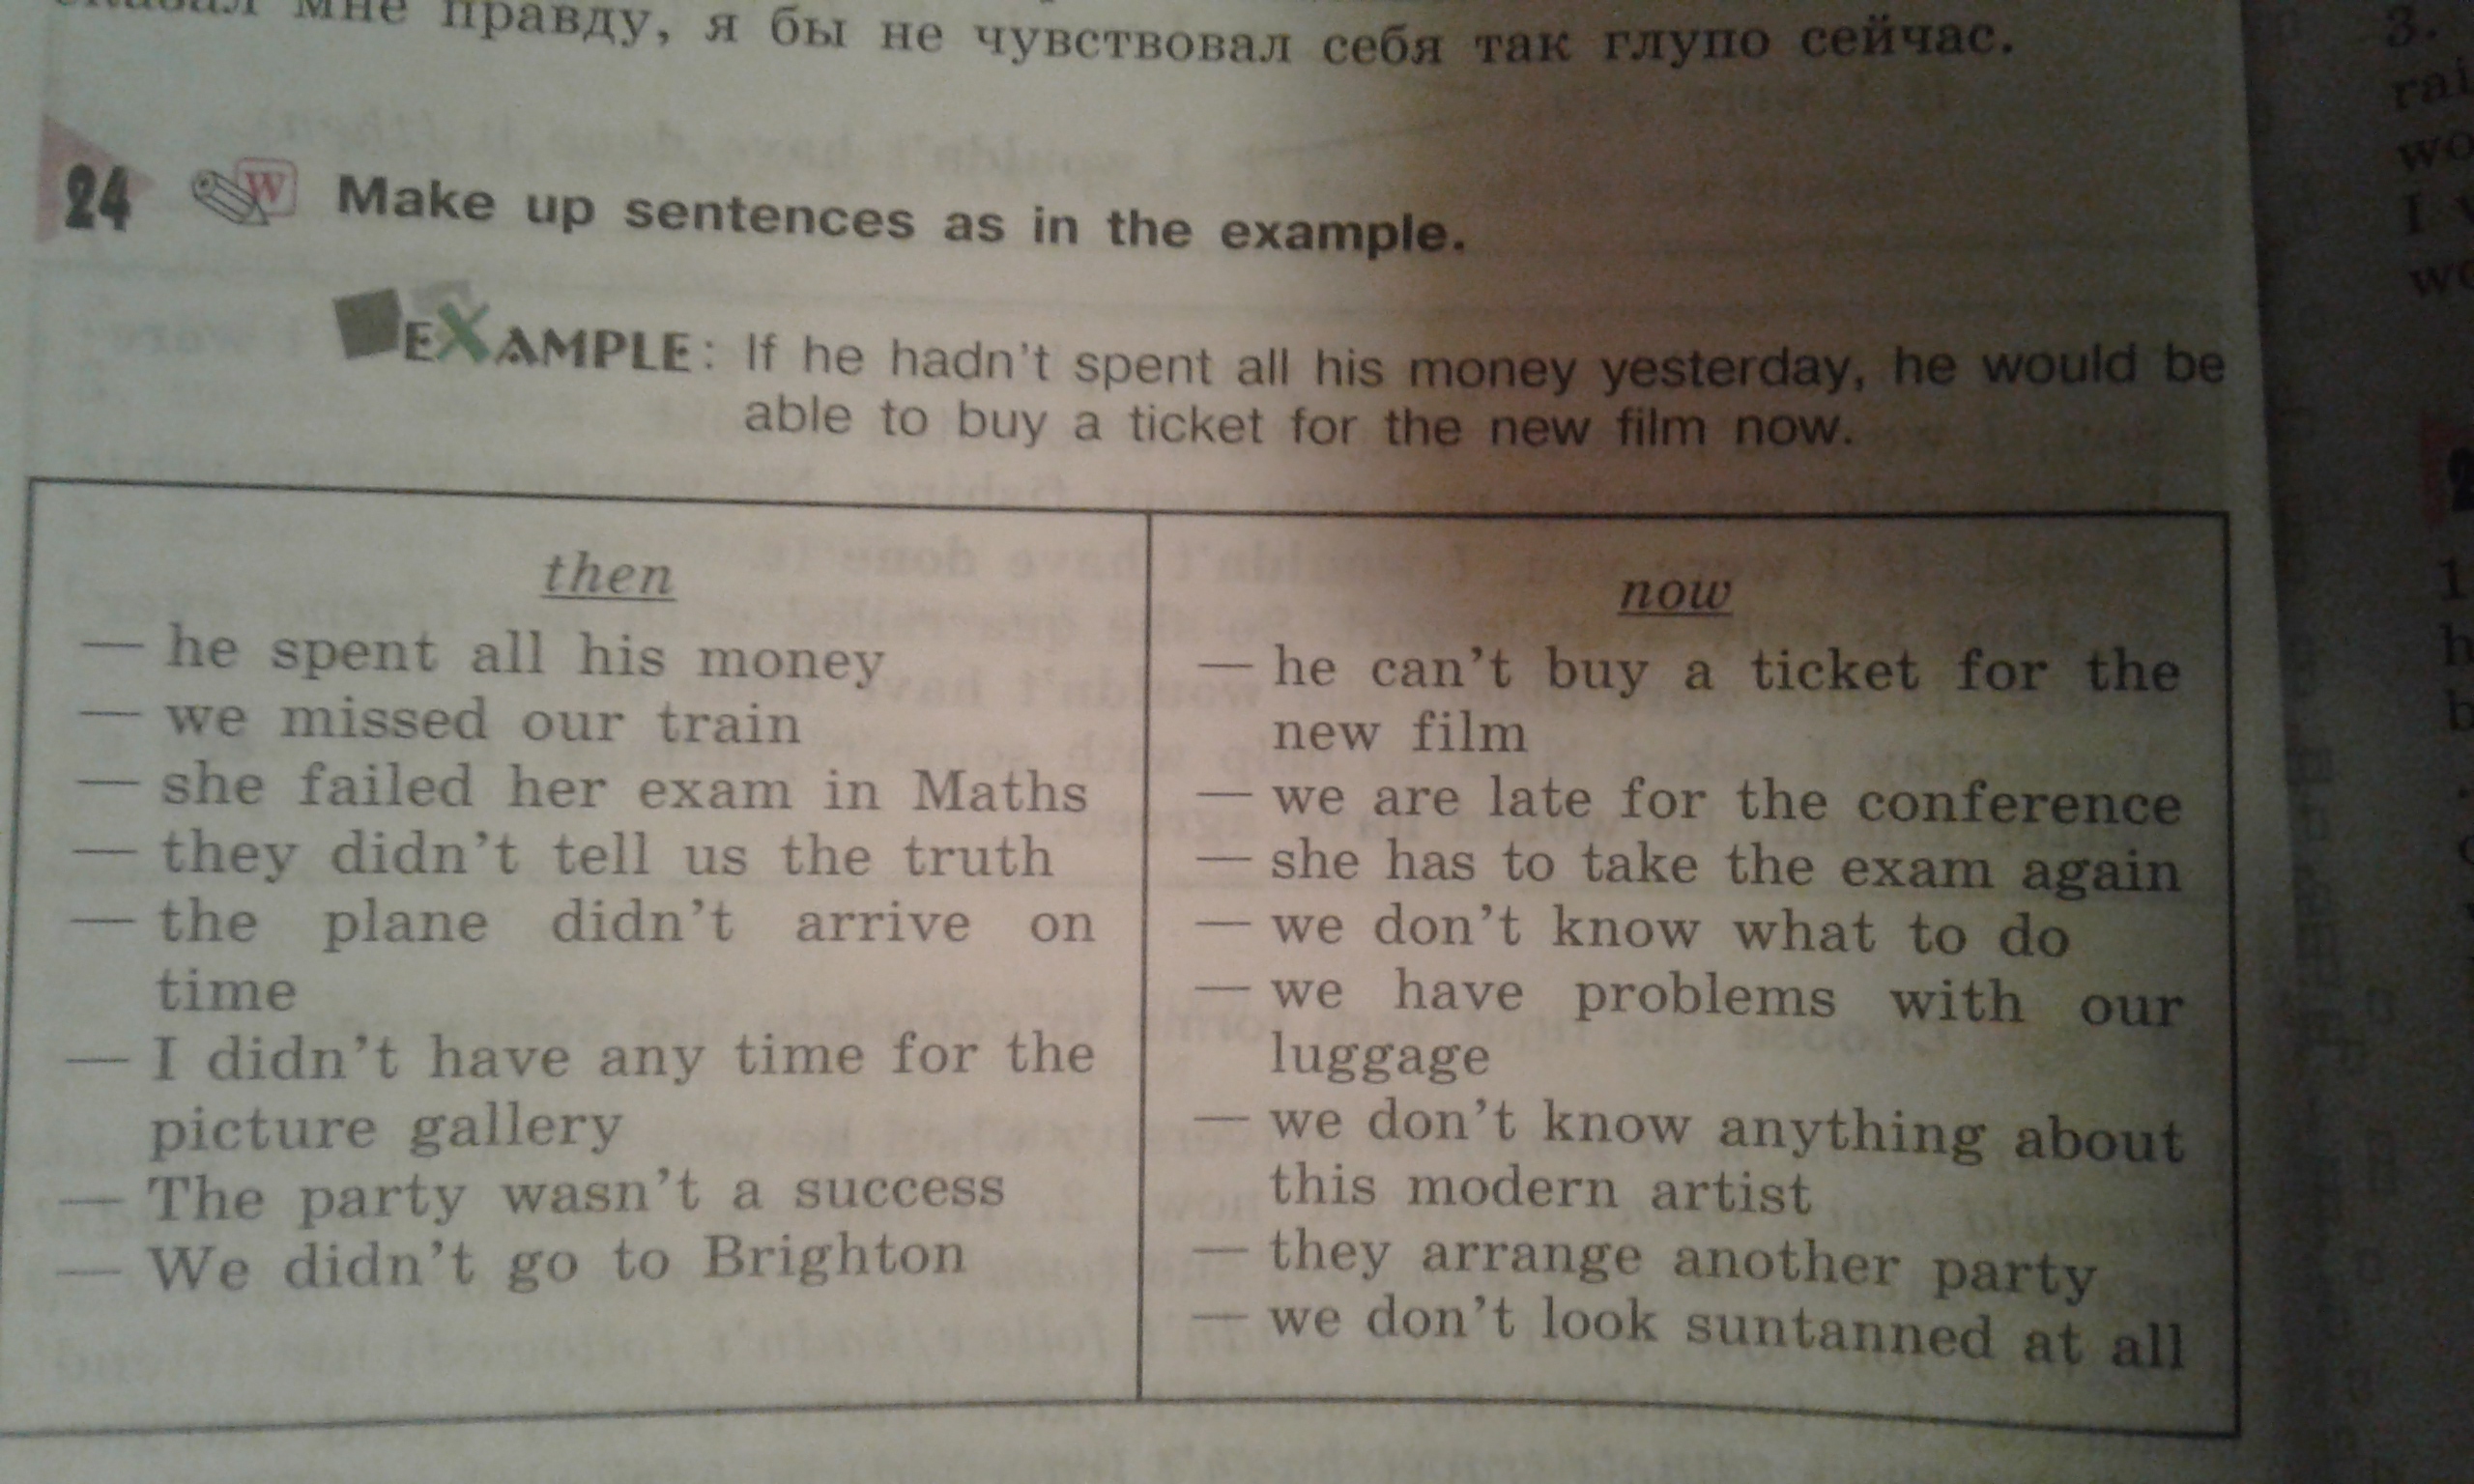 мне правду, я бы не чувствовал себя так глупо сейчас.
24 W Make up sentences as in the example.
EXAMPLE: If he hadn't spent all his money yesterday, he would be
able to buy a ticket for the new film now.
then
— he spent all his money
— we missed our train
— she failed her exam in Maths
— they didn't tell us the truth
— the plane didn't arrive on
time
— I didn't have any time for the
picture gallery
— The party wasn't a success
— We didn't go to Brighton
now
— he can't buy a ticket for the
new film
— we are late for the conference
— she has to take the exam again
— we don't know what to do
— we have problems with our
luggage
— we don't know anything about
this modern artist
— they arrange another party
— we don't look suntanned at all
3.